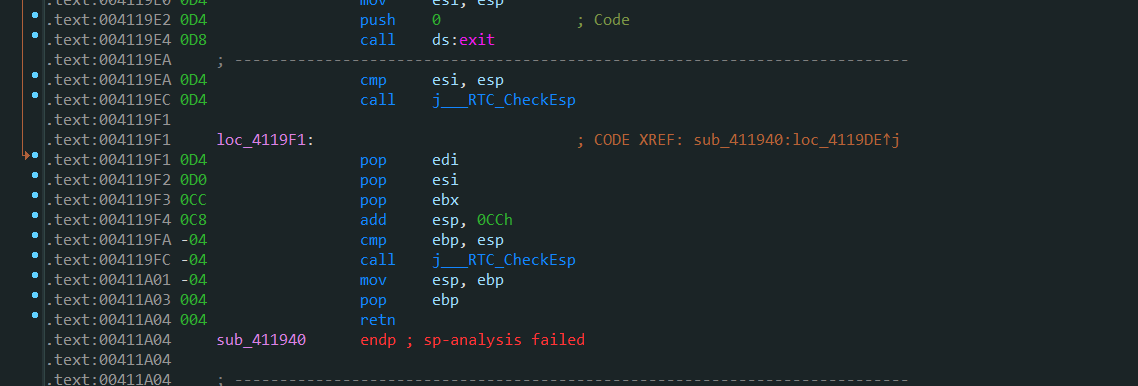 .text:004119E0 0D4 mov esi, esp
.text:004119E2 0D4 push 0 ; Code
.text:004119E4 0D8 call ds:exit
.text:004119EA ; ---------------------------------------------------------------------------
.text:004119EA 0D4 cmp esi, esp
.text:004119EC 0D4 call j___RTC_CheckEsp
.text:004119F1
.text:004119F1 loc_4119F1: ; CODE XREF: sub_411940:loc_4119DE↑j
.text:004119F1 0D4 pop edi
.text:004119F2 0D0 pop esi
.text:004119F3 0CC pop ebx
.text:004119F4 0C8 add esp, 0CCh
.text:004119FA -04 cmp ebp, esp
.text:004119FC -04 call j___RTC_CheckEsp
.text:00411A01 -04 mov esp, ebp
.text:00411A03 004 pop ebp
.text:00411A04 004 retn
.text:00411A04 sub_411940 endp ; sp-analysis failed
.text:00411A04
.text:00411A04 ; ---------------------------------------------------------------------------